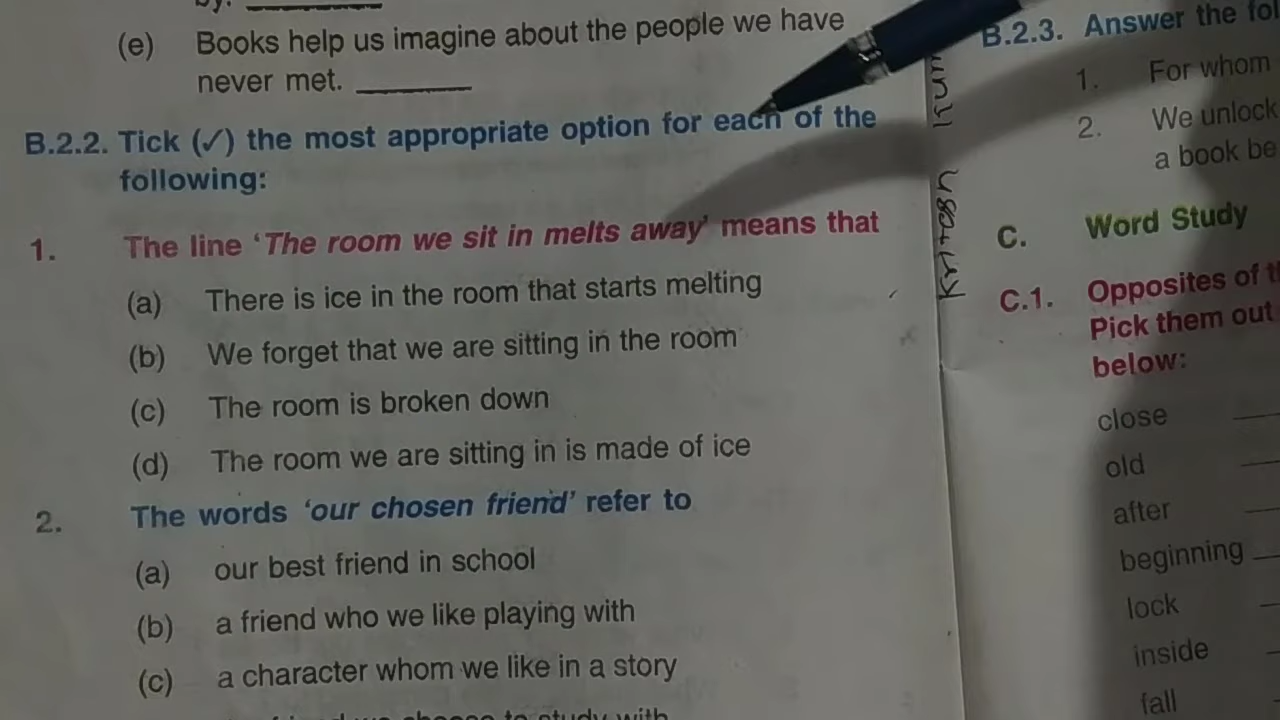 by.
(e) Books help us imagine about the people we have
never met.
B.2.2. Tick (✓) the most appropriate option for each of the
following:
1. The line 'The room we sit in melts away' means that
(a) There is ice in the room that starts melting
(b) We forget that we are sitting in the room
(c) The room is broken down
(d) The room we are sitting in is made of ice
2. The words 'our chosen friend' refer to
(a) our best friend in school
(b) a friend who we like playing with
(c) a character whom we like in a story
to study with
B.2.3. Answer the
1. For whom
2. We unlock
a book be
C. Word Study
C.1. Opposites of
Pick them out
below:
close
old
after
beginning
lock
inside
fall